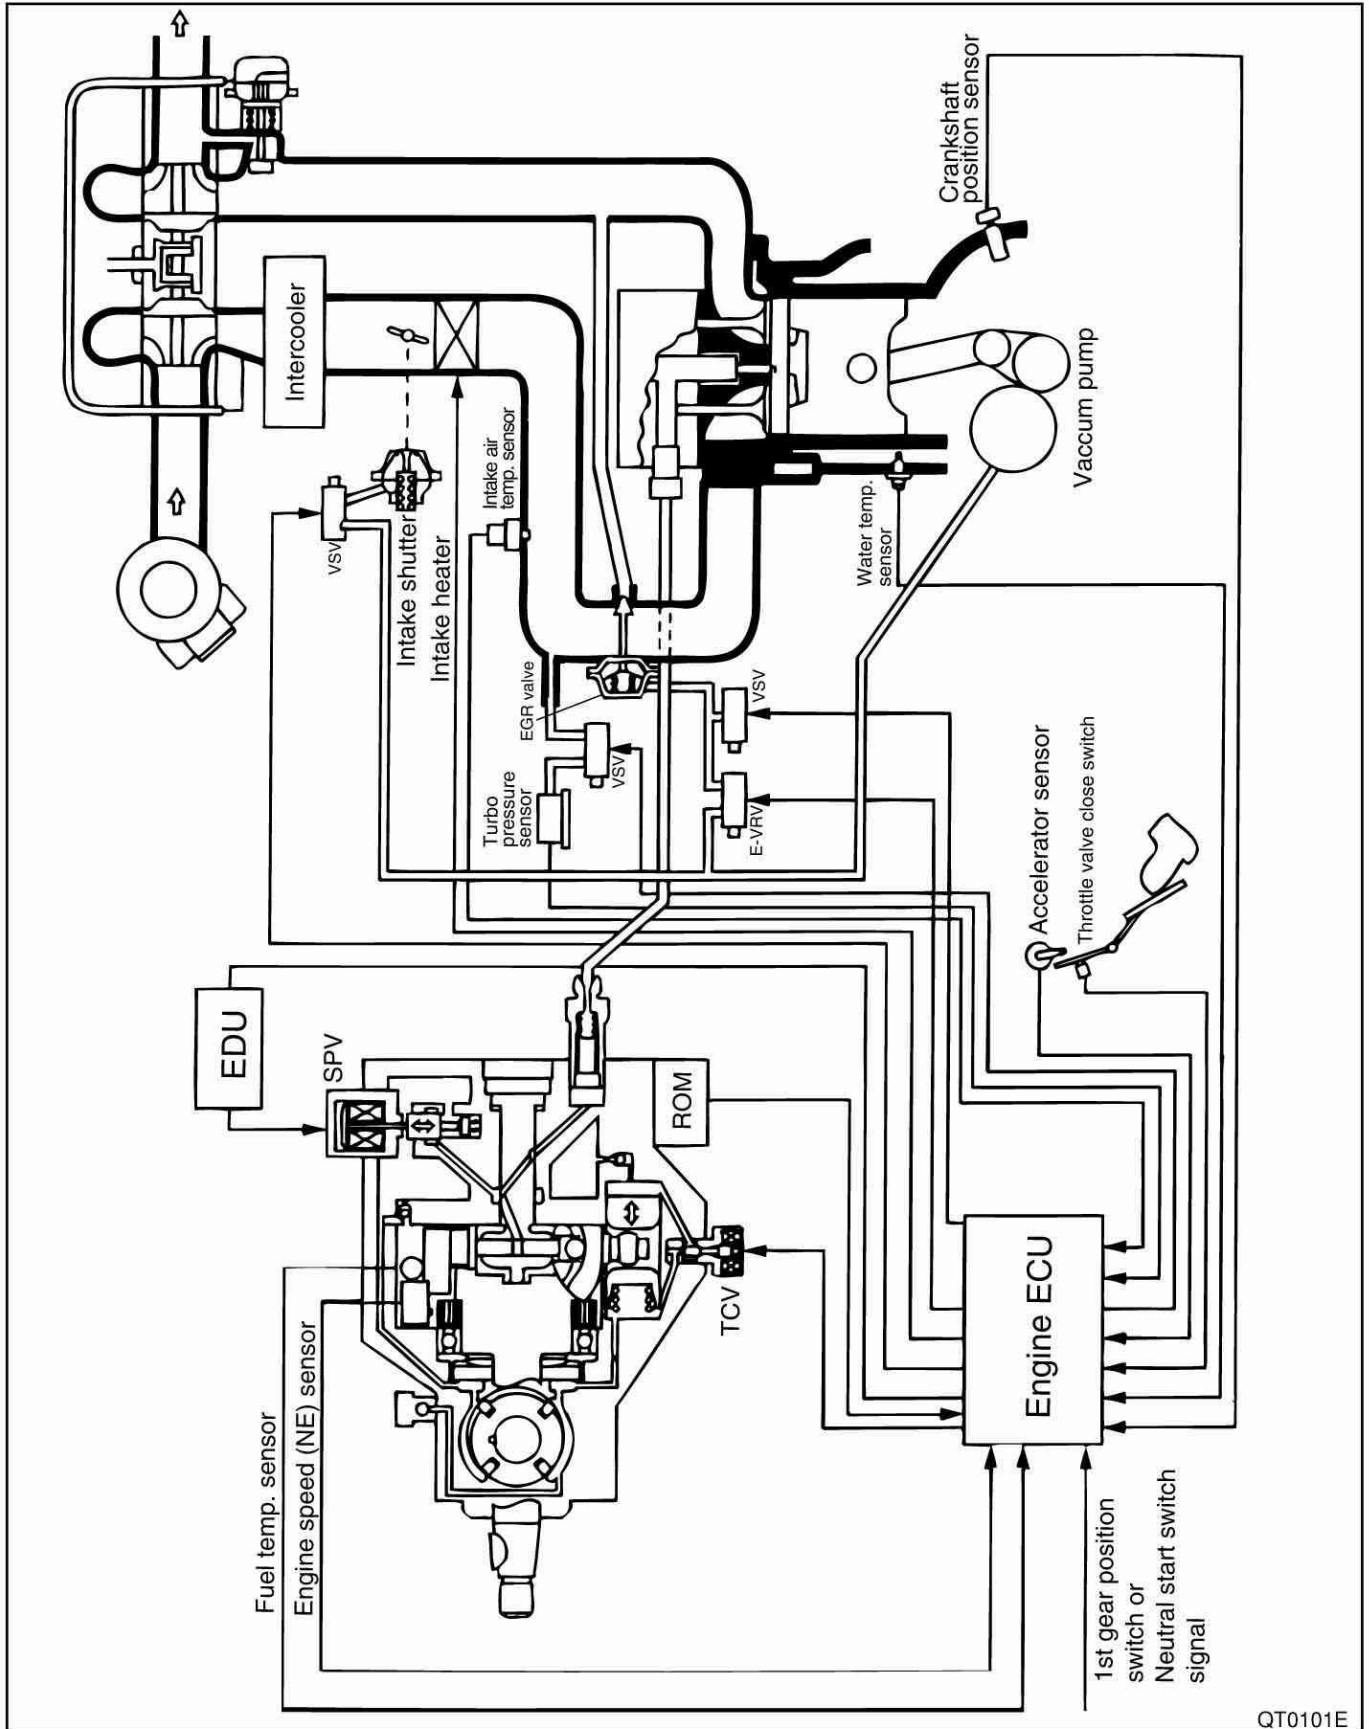 Crankshaft
position sensor
Intercooler
Vaccum pump
Intake air
temp. sensor
VSV
Intake shutter
Intake heater
Water temp.
sensor
EGR valve
VSV
VSV
Turbo
pressure
sensor
E-VRV
Accelerator sensor
Throttle valve close switch
EDU
SPV
ROM
TCV
Engine ECU
Fuel temp. sensor
Engine speed (NE) sensor
1st gear position
switch or
Neutral start switch
signal
QT0101E